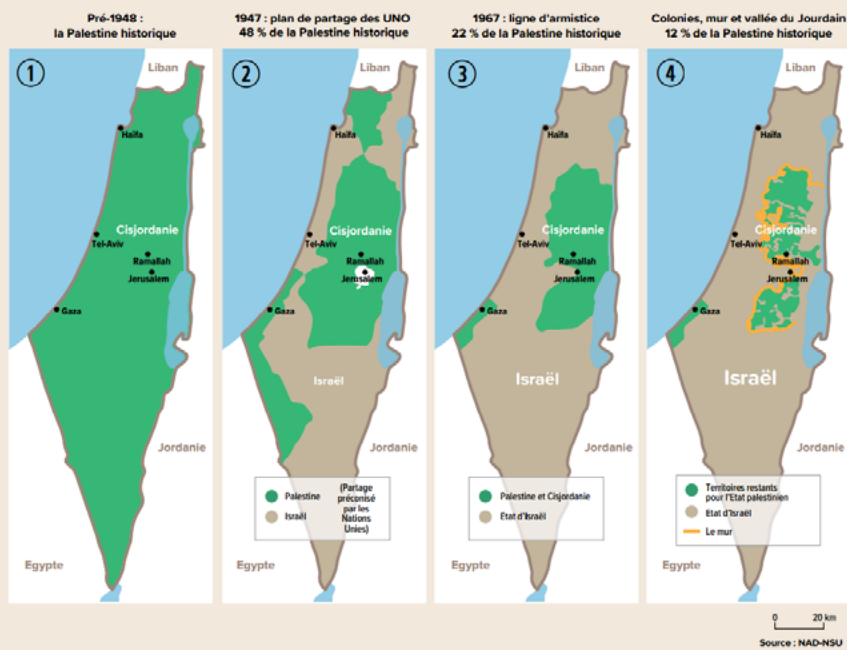 Pré-1948 :
la Palestine historique
1947 : plan de partage des UNO
48 % de la Palestine historique
1967 : ligne d'armistice
22 % de la Palestine historique
Colonies, mur et vallée du Jourdain
12 % de la Palestine historique
1
Liban
Haïfa
Cisjordanie
Tel-Aviv
Ramallah
Jerusalem
Gaza
Jordanie
Egypte
2
Liban
Haïfa
Cisjordanie
Tel-Aviv
Ramallah
Jerusalem
Gaza
Israël
Jordanie
Palestine
Israël
(Partage
préconisé
par les
Nations
Unies)
Egypte
3
Liban
Haïfa
Cisjordanie
Tel-Aviv
Ramallah
Jerusalem
Gaza
Israël
Jordanie
Palestine et Cisjordanie
Etat d'Israël
Egypte
4
Liban
Haïfa
Cisjordanie
Tel-Aviv
Ramallah
Jerusalem
Gaza
Israël
Jordanie
Territoires restants
pour l'Etat palestinien
Etat d'Israël
Le mur
Egypte
0 20 km
Source : NAD-NSU